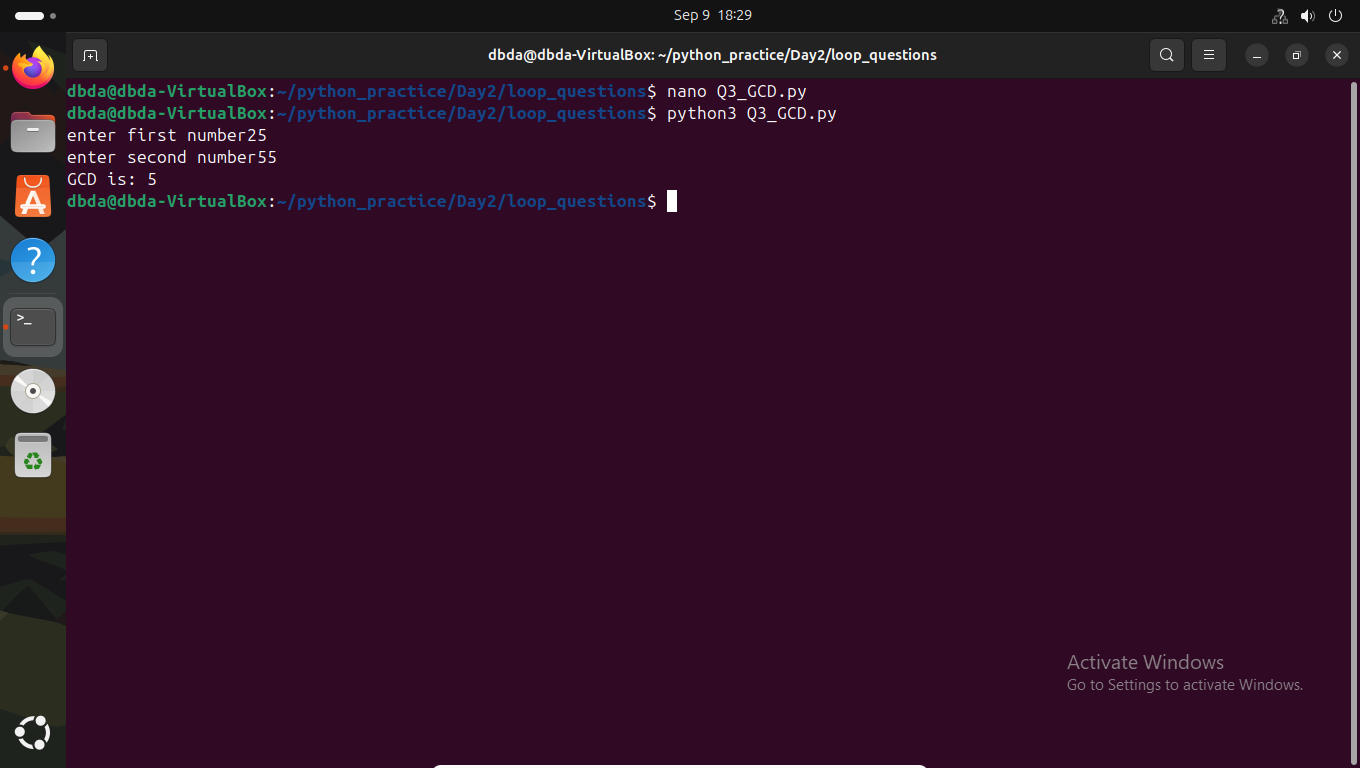 Sep 9 18:29
dbda@dbda-VirtualBox: ~/python_practice/Day2/loop_questions
dbda@dbda-VirtualBox:~/python_practice/Day2/loop_questions$ nano Q3_GCD.py
dbda@dbda-VirtualBox:~/python_practice/Day2/loop_questions$ python3 Q3_GCD.py
enter first number25
enter second number55
GCD is: 5
dbda@dbda-VirtualBox:~/python_practice/Day2/loop_questions$
Activate Windows
Go to Settings to activate Windows.